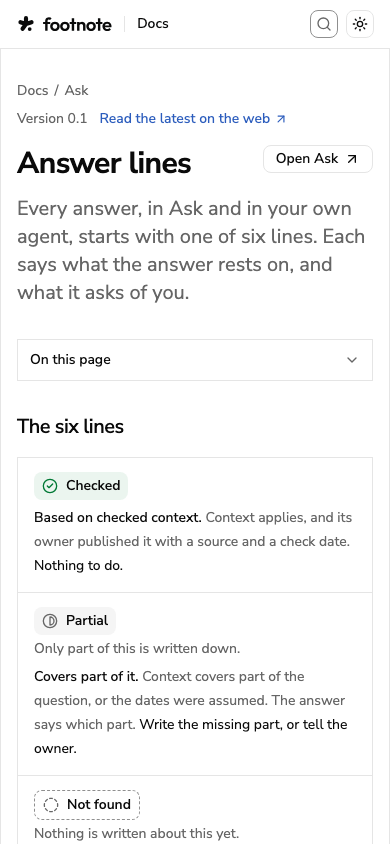 footnote Docs
Docs / Ask
Version 0.1 Read the latest on the web
Answer lines
Open Ask
Every answer, in Ask and in your own
agent, starts with one of six lines. Each
says what the answer rests on, and
what it asks of you.
On this page
The six lines
Checked
Based on checked context. Context applies, and its
owner published it with a source and a check date.
Nothing to do.
Partial
Only part of this is written down.
Covers part of it. Context covers part of the
question, or the dates were assumed. The answer
says which part. Write the missing part, or tell the
owner.
Not found
Nothing is written about this yet.